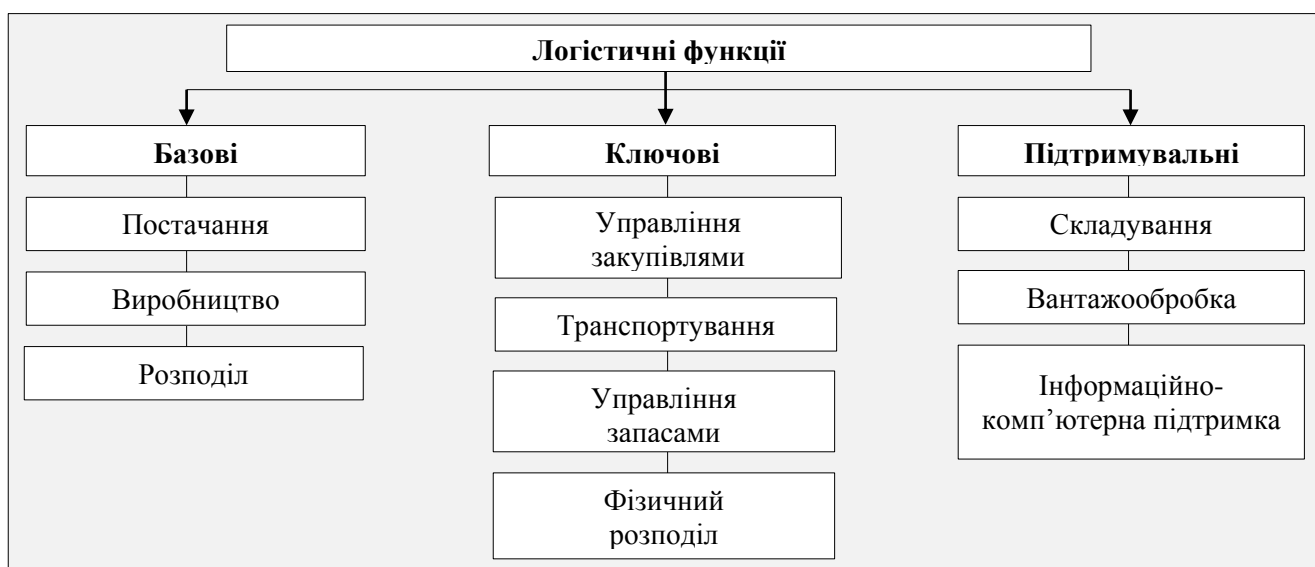 Логістичні функції
Базові
Постачання
Виробництво
Розподіл
Ключові
Управління
закупівлями
Транспортування
Управління
запасами
Фізичний
розподіл
Підтримувальні
Складування
Вантажообробка
Інформаційно-
комп’ютерна підтримка